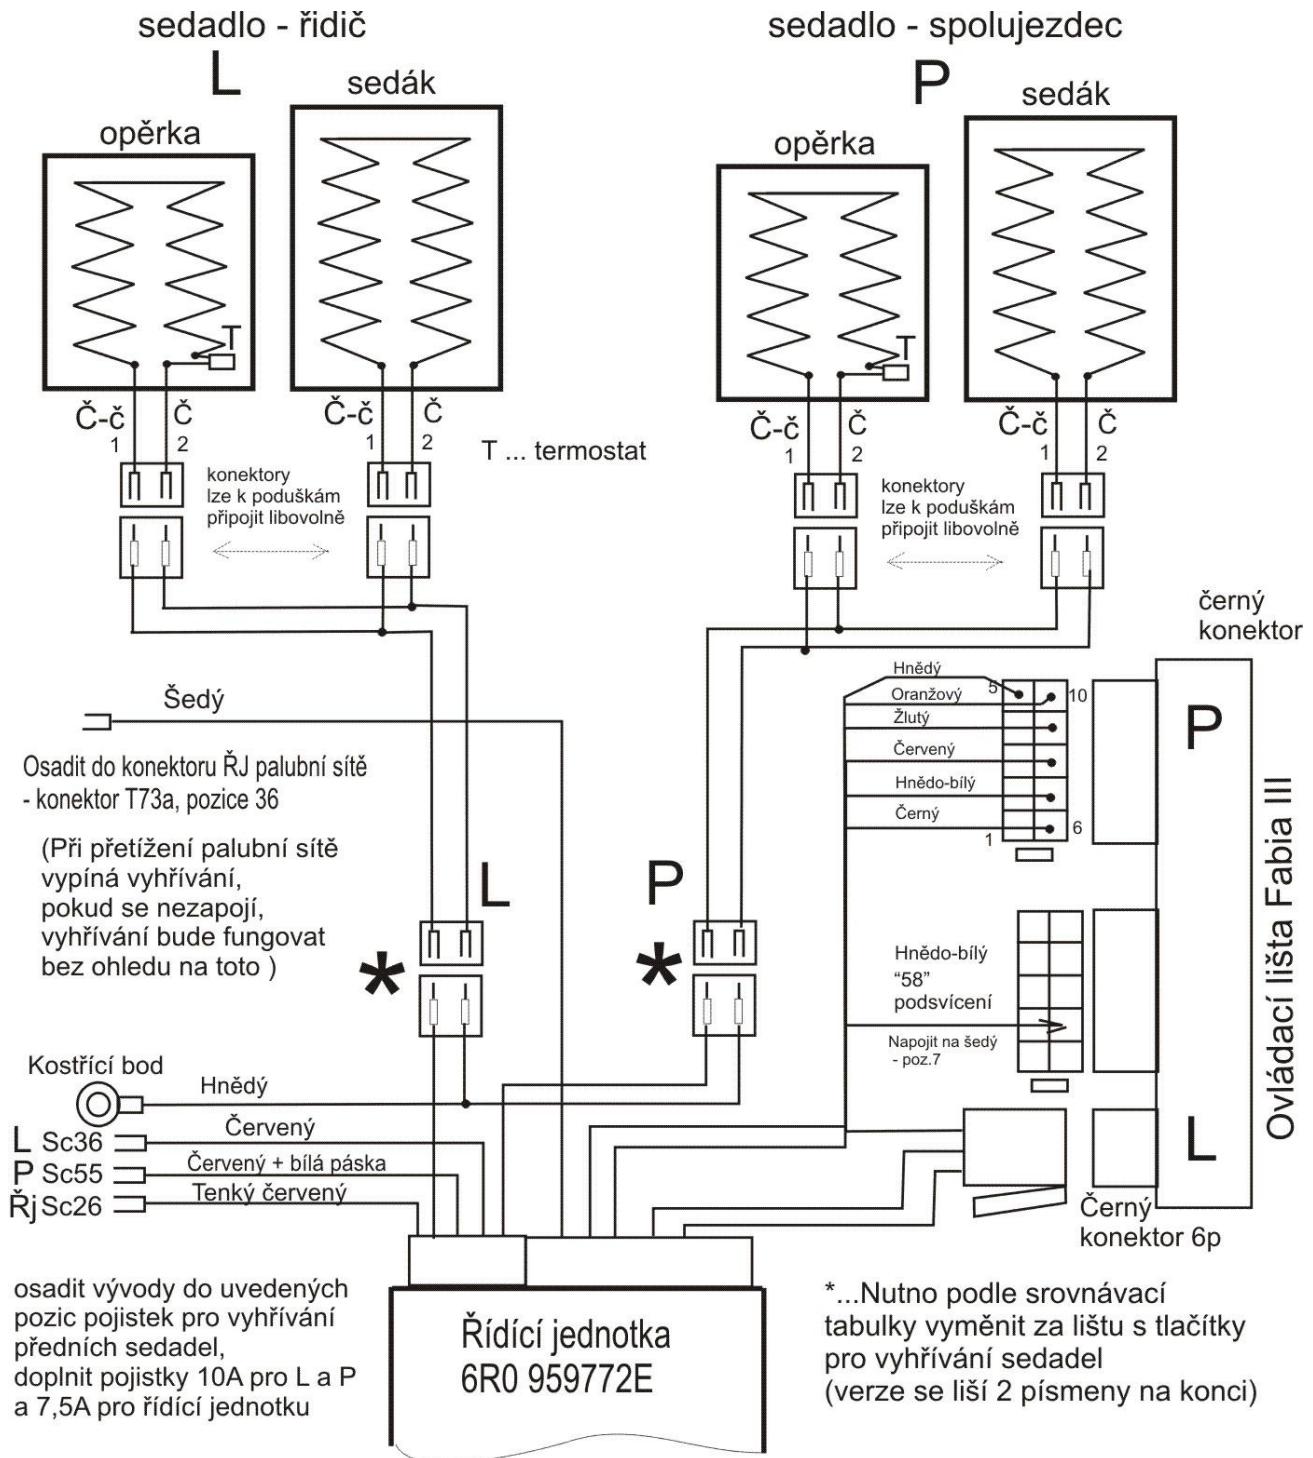 sedadlo - řidič
L
opěrka
sedák
T
Č-č
1
Č
2
Č-č
1
Č
2
T ... termostat
konektory
lze k poduškám
připojit libovolně
sedadlo - spolujezdec
P
opěrka
sedák
T
Č-č
1
Č
2
Č-č
1
Č
2
konektory
lze k poduškám
připojit libovolně
Šedý
Osadit do konektoru ŘJ palubní sítě
- konektor T73a, pozice 36
(Při přetížení palubní sítě
vypíná vyhřívání,
pokud se nezapojí,
vyhřívání bude fungovat
bez ohledu na toto )
L
*
P
*
černý
konektor
Hnědý
5
Oranžový
10
Žlutý
Červený
Hnědo-bílý
Černý
1
6
P
Ovládací lišta Fabia III
Hnědo-bílý
“58”
podsvícení
Napojit na šedý
- poz.7
L
Černý
konektor 6p
Kostřící bod
Hnědý
L Sc36
Červený
P Sc55
Červený + bílá páska
Řj Sc26
Tenký červený
osadit vývody do uvedených
pozic pojistek pro vyhřívání
předních sedadel,
doplnit pojistky 10A pro L a P
a 7,5A pro řídící jednotku
Řídící jednotka
6R0 959772E
*...Nutno podle srovnávací
tabulky vyměnit za lištu s tlačítky
pro vyhřívání sedadel
(verze se liší 2 písmeny na konci)